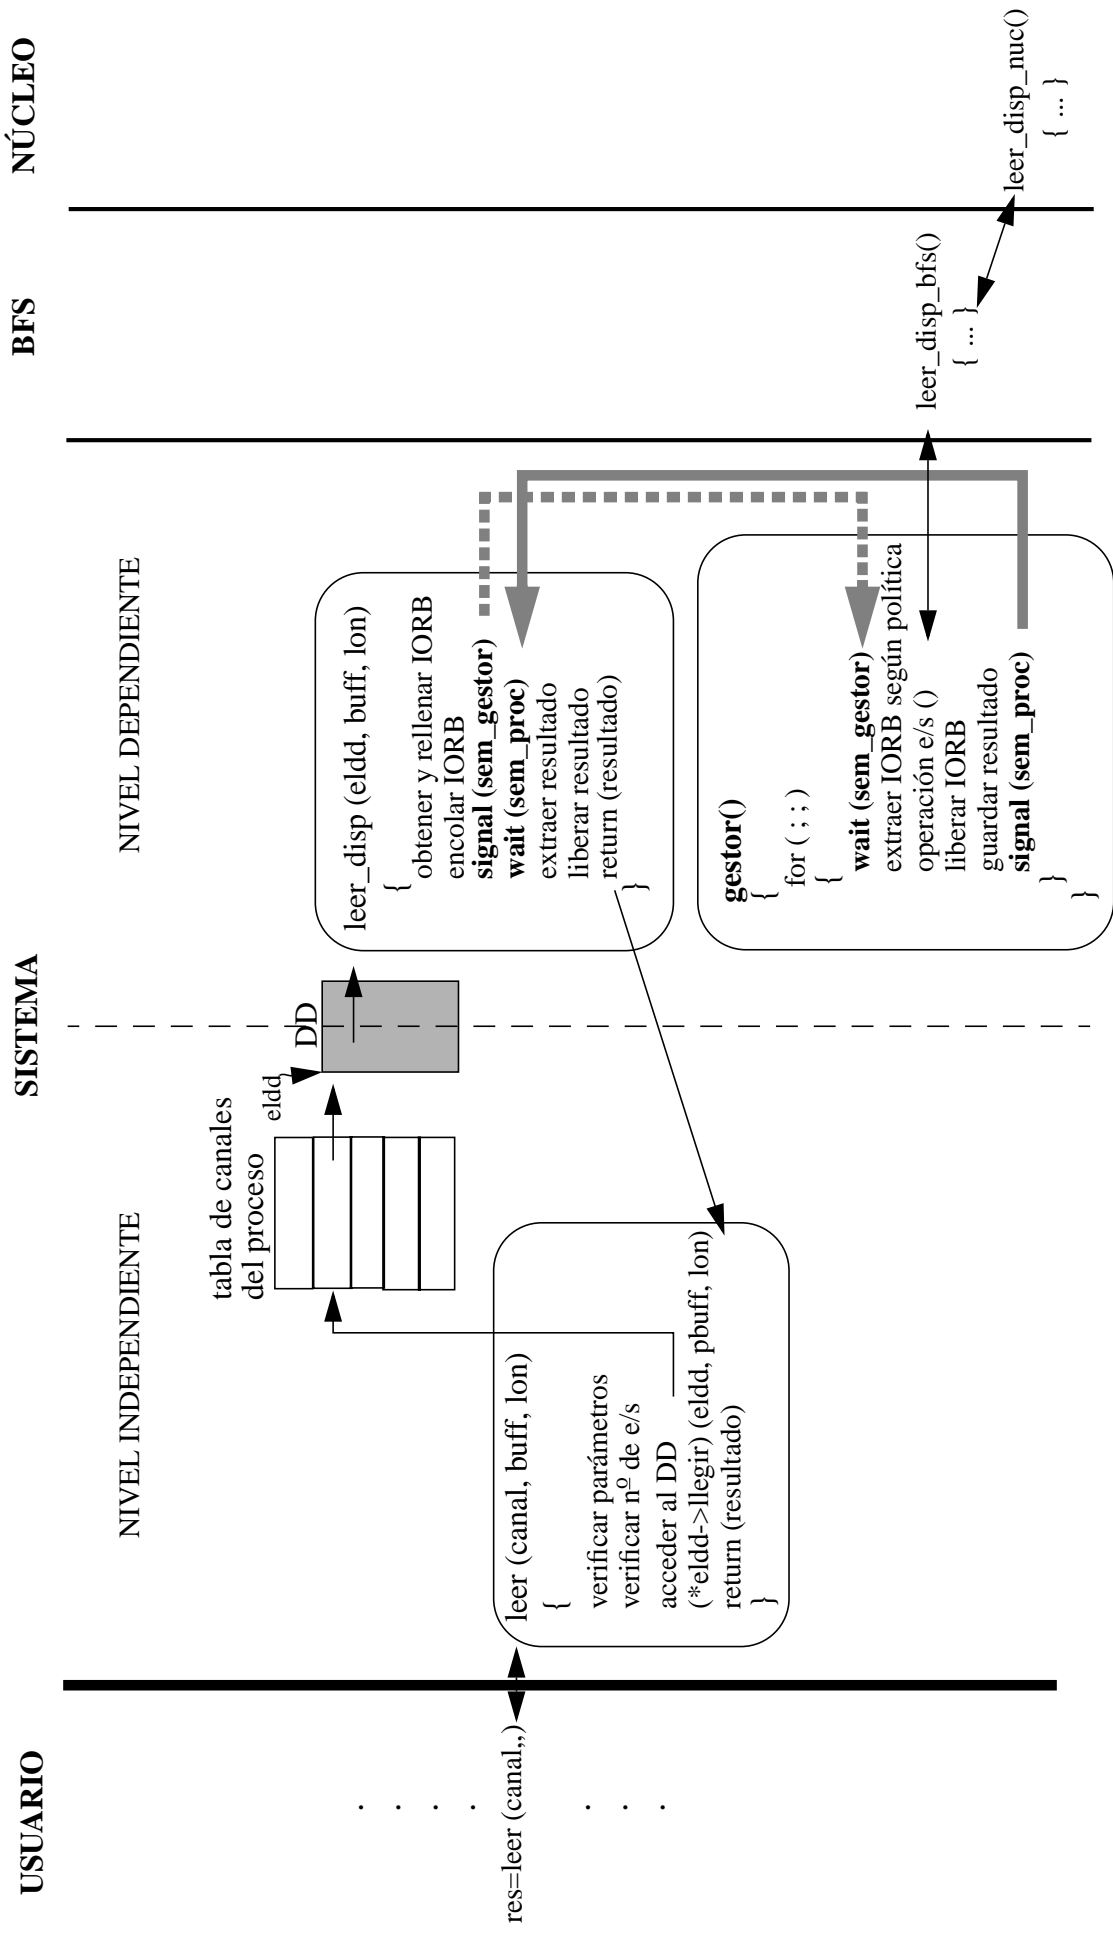 USUARIO
SISTEMA
BFS
NÚCLEO
NIVEL INDEPENDIENTE
NIVEL DEPENDIENTE
. . . .
res=leer (canal,,)
. . .
leer (canal, buff, lon)
{
verificar parámetros
verificar nº de e/s
accceder al DD
(*eldd->llegir) (eldd, pbuff, lon)
return (resultado)
}
tabla de canales
del proceso
eldd
DD
leer_disp (eldd, buff, lon)
{
obtener y rellenar IORB
encolar IORB
signal (sem_gestor)
wait (sem_proc)
extraer resultado
liberar resultado
return (resultado)
}
gestor()
{
for ( ; ; )
{
wait (sem_gestor)
extraer IORB según política
operación e/s ()
liberar IORB
guardar resultado
signal (sem_proc)
}
}
leer_disp_bfs()
{ ... }
leer_disp_nuc()
{ ... }